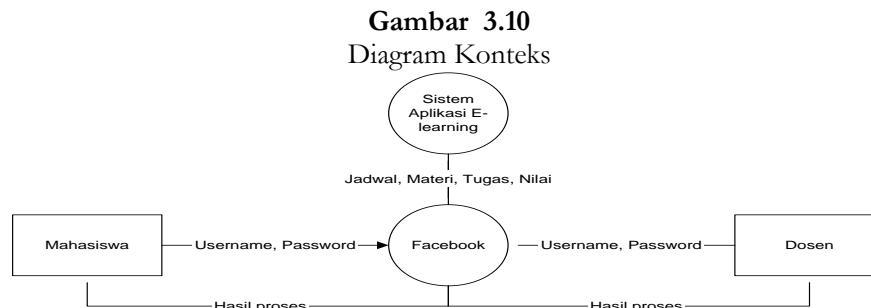 Gambar 3.10
Diagram Konteks
Sistem
Aplikasi E-
learning
Jadwal, Materi, Tugas, Nilai
Mahasiswa
Username, Password
Facebook
Username, Password
Dosen
Hasil proses
Hasil proses